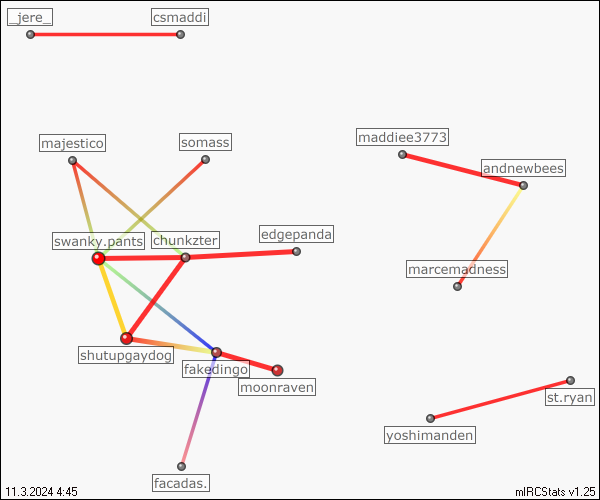 _jere_
csmaddi
majestico
somass
maddiee3773
andnewbees
swanky.pants
chunkzter
edgepanda
marcemadness
shutupgaydog
fakedingo
moonraven
st.ryan
yoshimanden
facadas.
11.3.2024 4:45
mIRCStats v1.25